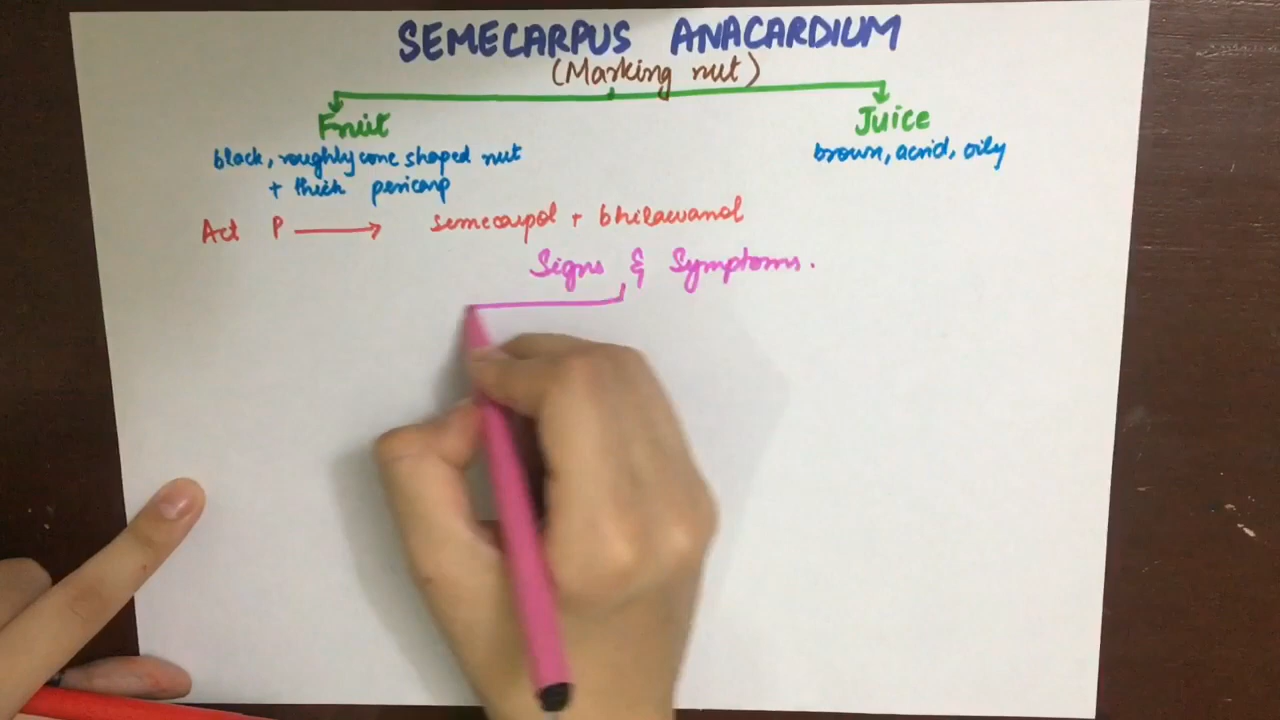 SEMECARPUS ANACARDIUM
(Marking nut)
Fruit
black, roughly cone shaped nut
+ thick pericarp
Juice
brown, acrid, oily
Act P → semecarpol + bhilawanol
Signs & Symptoms.